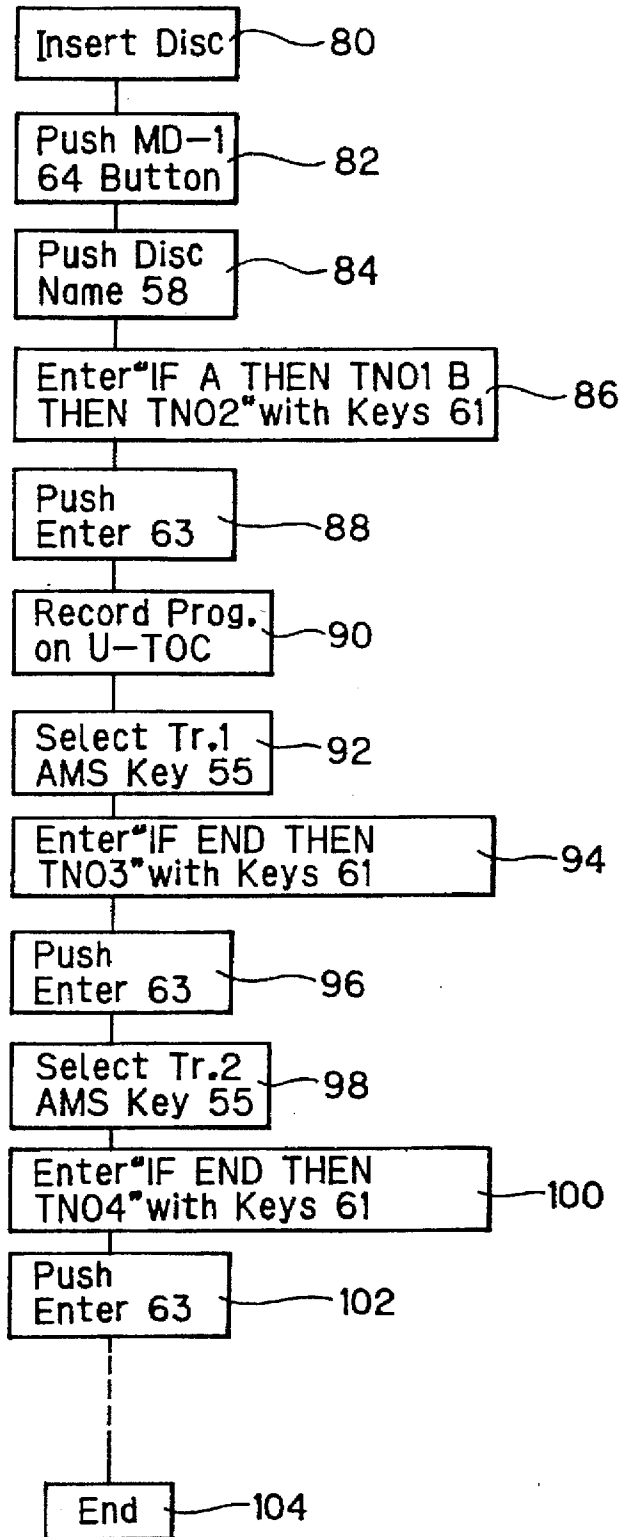 Insert Disc
80
Push MD-1
64 Button
82
Push Disc
Name 58
84
Enter"IF A THEN TNO1 B
THEN TNO2"with Keys 61
86
Push
Enter 63
88
Record Prog.
on U-TOC
90
Select Tr.1
AMS Key 55
92
Enter"IF END THEN
TNO3"with Keys 61
94
Push
Enter 63
96
Select Tr.2
AMS Key 55
98
Enter"IF END THEN
TNO4"with Keys 61
100
Push
Enter 63
102
End
104